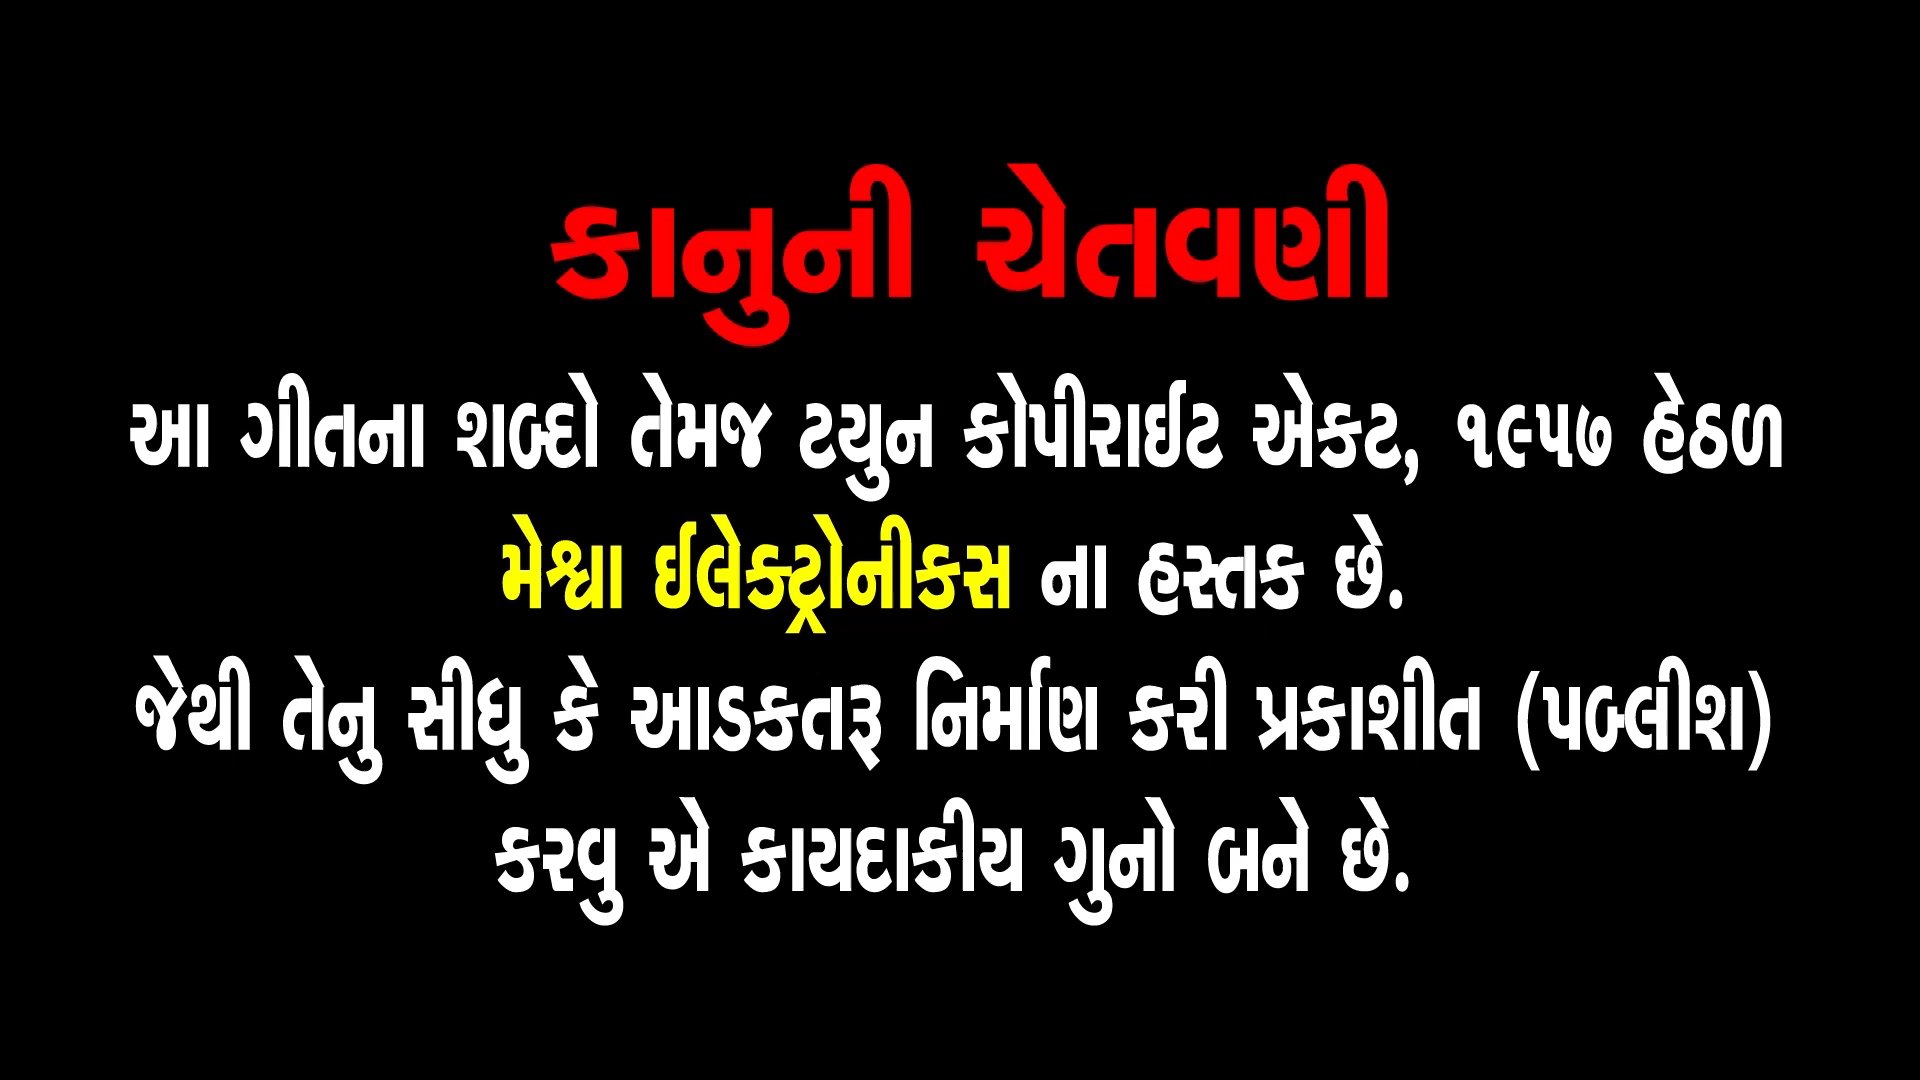 કાનુની ચેતવણી
આ ગીતના શબ્દો તેમજ ટયુન કોપીરાઈટ એકટ, ૧૯૫૭ હેઠળ
મેશ્વા ઈલેક્ટ્રોનીકસ ના હસ્તક છે.
જેથી તેનુ સીધુ કે આડકતરૂ નિર્માણ કરી પ્રકાશીત (પબ્લીશ)
કરવુ એ કાયદાકીય ગુનો બને છે.